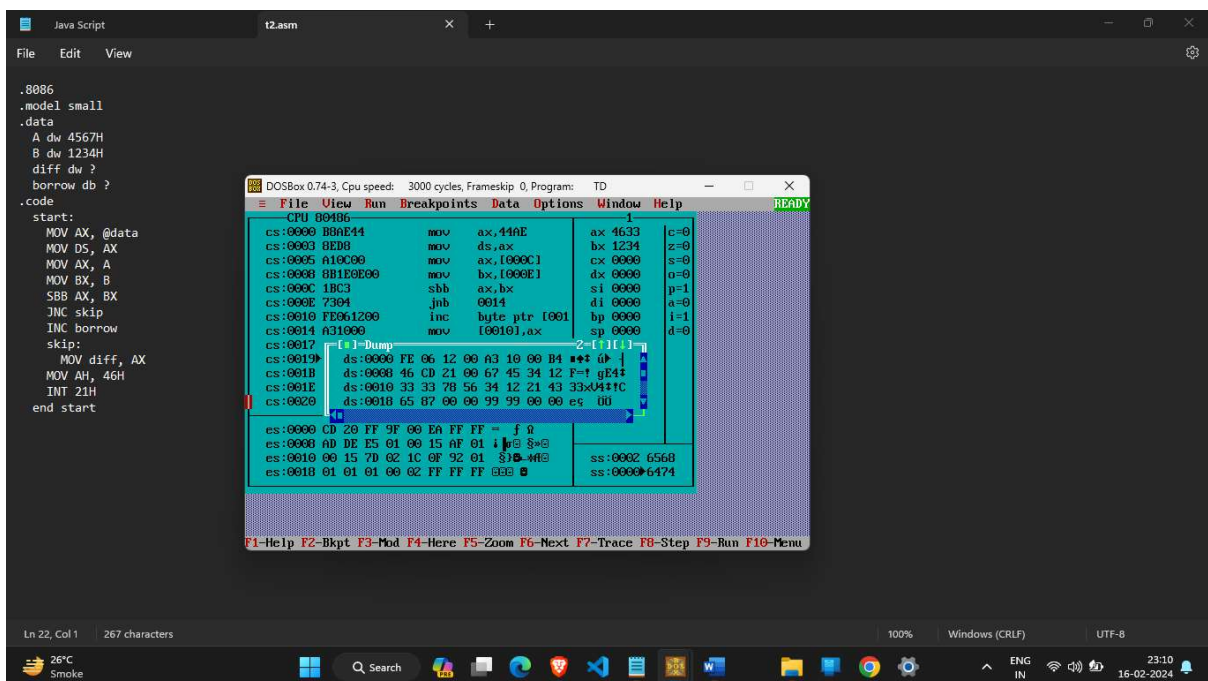 Java Script t2.asm × +
File Edit View
.8086
.model small
.data
A dw 4567H
B dw 1234H
diff dw ?
borrow db ?
.code
start:
MOV AX, @data
MOV DS, AX
MOV AX, A
MOV BX, B
SBB AX, BX
JNC skip
INC borrow
skip:
MOV diff, AX
MOV AH, 46H
INT 21H
end start
DOSBox 0.74-3, Cpu speed: 3000 cycles, Frameskip 0, Program: TD
≡ File View Run Breakpoints Data Options Window Help READY
CPU 80486 1
cs:0000 B8AE44 mov ax,44AE ax 4633 c=0
cs:0003 8ED8 mov ds,ax bx 1234 z=0
cs:0005 A10C00 mov ax,[000C] cx 0000 s=0
cs:0008 8B1E0E00 mov bx,[000E] dx 0000 o=0
cs:000C 1BC3 sbb ax,bx si 0000 p=1
cs:000E 7304 jnb 0014 di 0000 a=0
cs:0010 FE061200 inc byte ptr [001 bp 0000 i=1
cs:0014 A31000 mov [0010],ax sp 0000 d=0
cs:0017 [■]=Dump 2=[↑][↓]
cs:0019 ds:0000 FE 06 12 00 A3 10 00 B4
cs:001B ds:0008 46 CD 21 00 67 45 34 12 F=! gE4‡
cs:001E ds:0010 33 33 78 56 34 12 21 43 33xV4‡!C
cs:0020 ds:0018 65 87 00 00 99 99 00 00 eç ÖÖ
es:0000 CD 20 FF 9F 00 EA FF FF
es:0008 AD DE E5 01 00 15 AF 01
es:0010 00 15 7D 02 1C 0F 92 01 ss:0002 6568
es:0018 01 01 01 00 02 FF FF FF ss:0000 6474
F1-Help F2-Bkpt F3-Mod F4-Here F5-Zoom F6-Next F7-Trace F8-Step F9-Run F10-Menu
Ln 22, Col 1 267 characters 100% Windows (CRLF) UTF-8
26°C
Smoke
Search
PRE
ENG
IN
23:10
16-02-2024